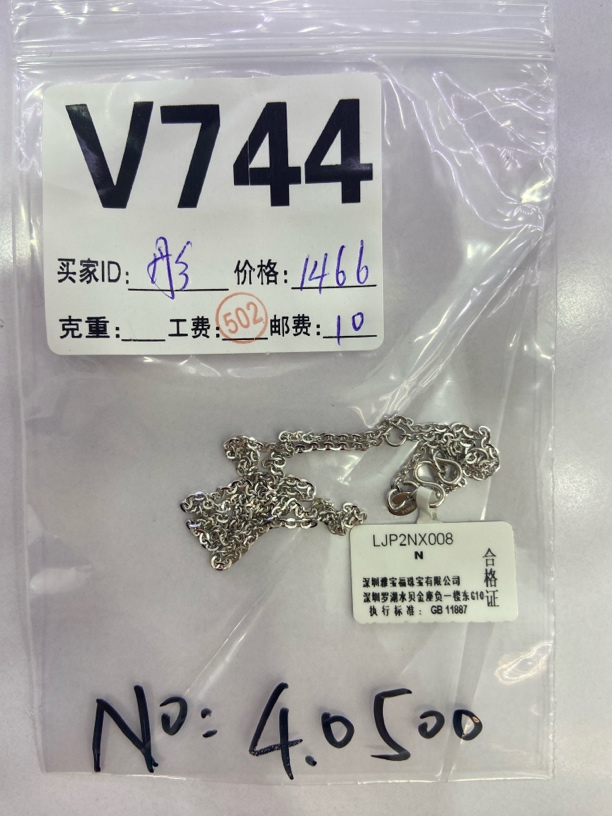 V744
买家ID: 彤 价格: 1466
克重: 工费: 502 邮费: 10
LJP2NX008
N
合格证
深圳雅宝福珠宝有限公司
深圳罗湖水贝金座负一楼东G10
执行标准: GB 11887
No: 4.0500